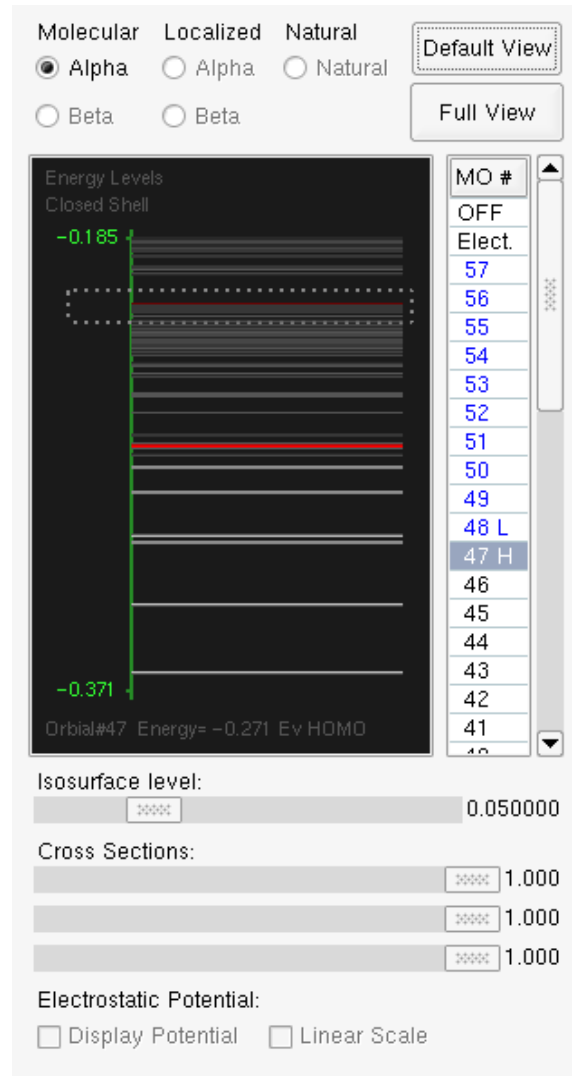 Molecular Localized Natural
Alpha Alpha Natural
Beta Beta
Default View
Full View
Energy Levels
Closed Shell
-0.185
-0.371
Orbial#47 Energy= -0.271 Ev HOMO
MO #
OFF
Elect.
57
56
55
54
53
52
51
50
49
48 L
47 H
46
45
44
43
42
41
Isosurface level:
0.050000
Cross Sections:
1.000
1.000
1.000
Electrostatic Potential:
Display Potential Linear Scale